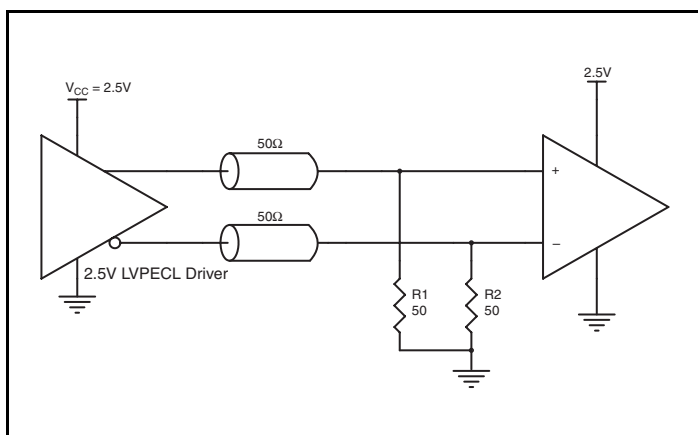 V_CC = 2.5V
2.5V
50Ω
+
50Ω
−
2.5V LVPECL Driver
R1
50
R2
50